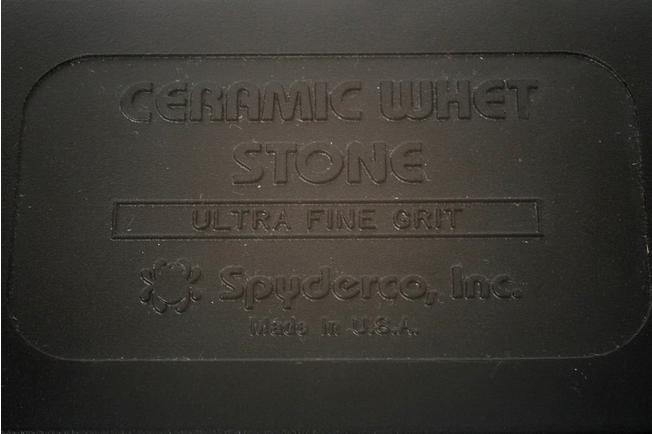 CERAMIC WHET
STONE
ULTRA FINE GRIT
Spyderco, Inc.
Made in U.S.A.